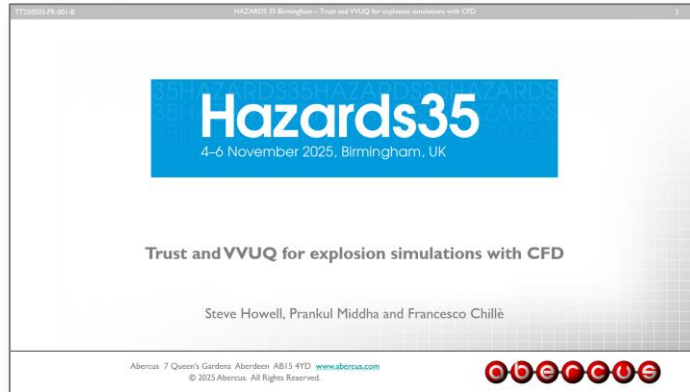 TT250503-PR-001-B HAZARDS 35 Birmingham – Trust and VVUQ for explosion simulations with CFD 3
Hazards35
4–6 November 2025, Birmingham, UK
Trust and VVUQ for explosion simulations with CFD
Steve Howell, Prankul Middha and Francesco Chillè
Abercus 7 Queen's Gardens Aberdeen AB15 4YD www.abercus.com
© 2025 Abercus. All Rights Reserved.
abercus